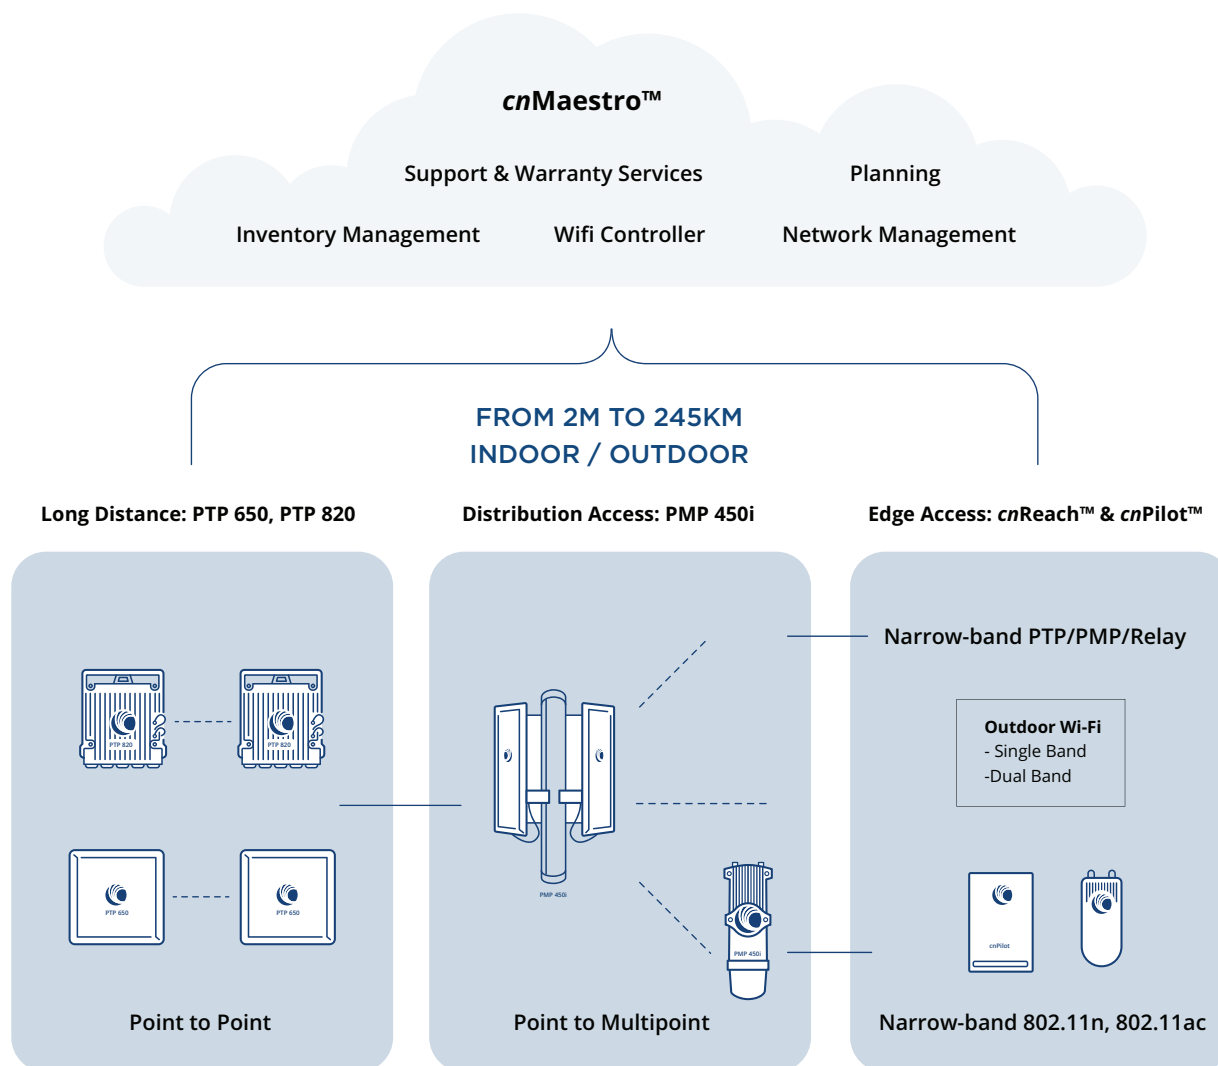 cnMaestro™
Support & Warranty Services
Planning
Inventory Management
Wifi Controller
Network Management
FROM 2M TO 245KM
INDOOR / OUTDOOR
Long Distance: PTP 650, PTP 820
Distribution Access: PMP 450i
Edge Access: cnReach™ & cnPilot™
PTP 820
PTP 820
PTP 650
PTP 650
Point to Point
PMP 450i
PMP 450i
Point to Multipoint
Narrow-band PTP/PMP/Relay
Outdoor Wi-Fi
- Single Band
-Dual Band
cnPilot
Narrow-band 802.11n, 802.11ac